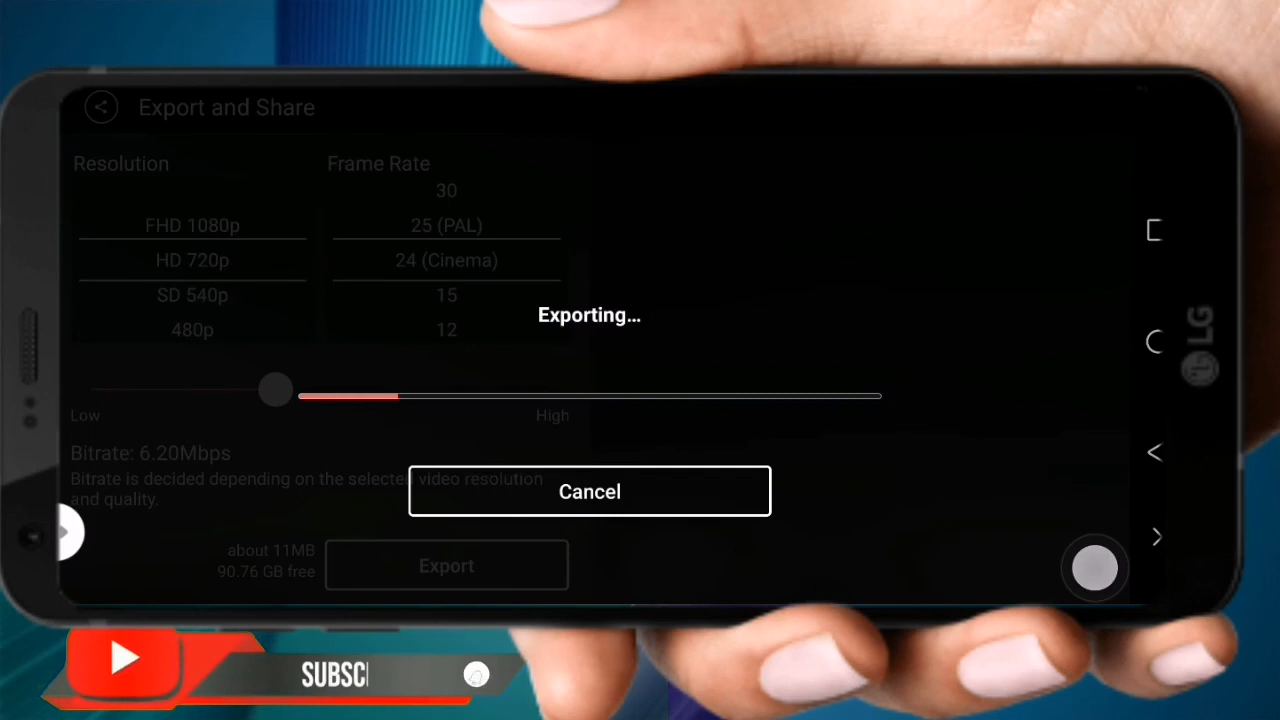 Export and Share
Resolution
Frame Rate
30
FHD 1080p
25 (PAL)
HD 720p
24 (Cinema)
SD 540p
15
480p
12
Exporting...
Low
High
Bitrate: 6.20Mbps
Bitrate is decided depending on the selected video resolution
and quality.
Cancel
about 11MB
90.76 GB free
Export
LG
SUBSC